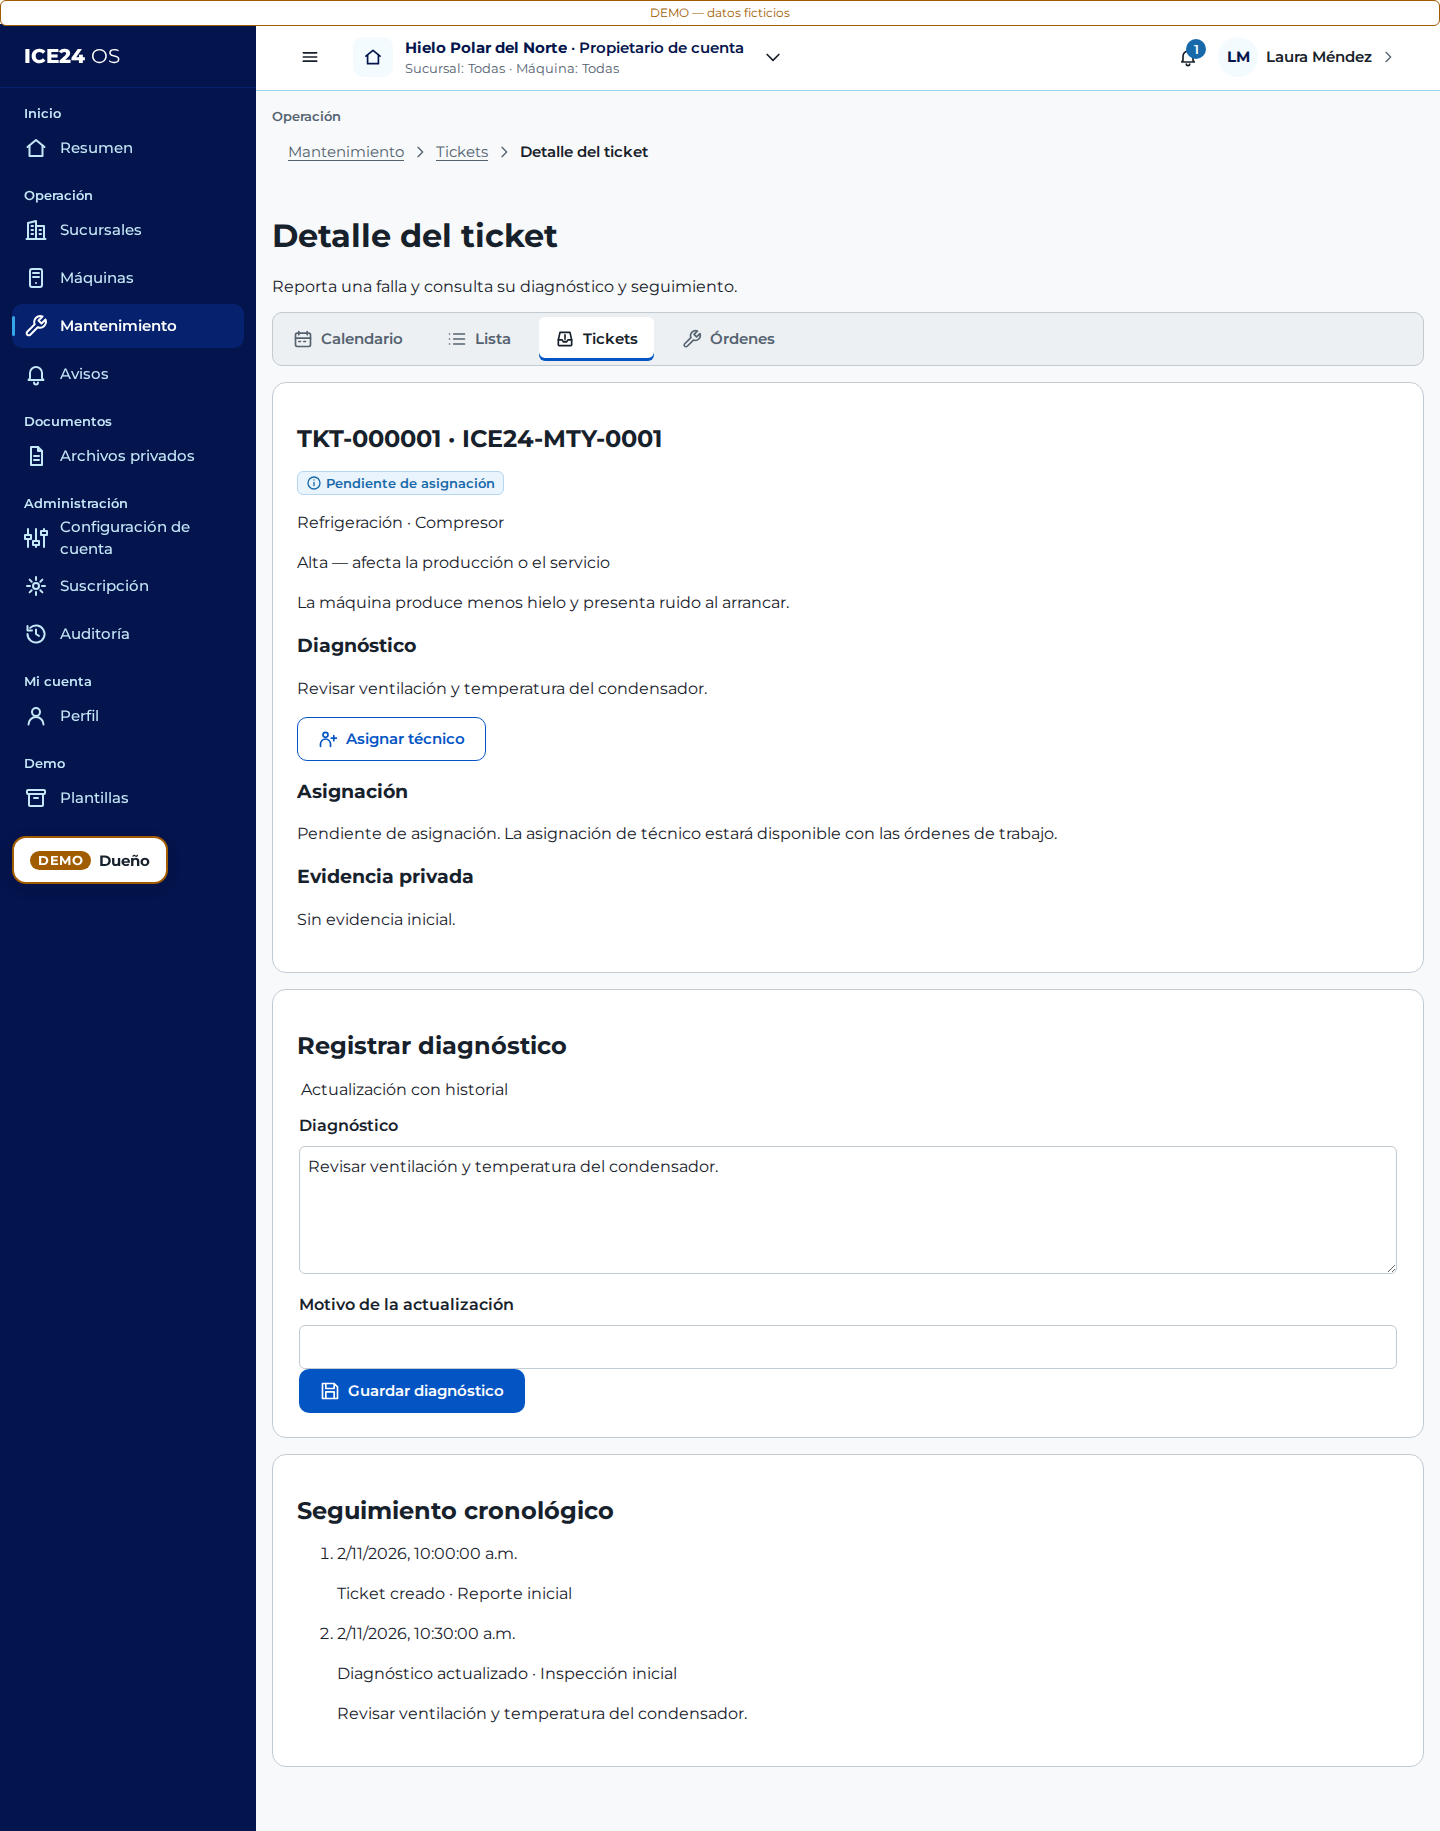 DEMO — datos ficticios
ICE24 OS
Inicio
Resumen
Operación
Sucursales
Máquinas
Mantenimiento
Avisos
Documentos
Archivos privados
Administración
Configuración de
cuenta
Suscripción
Auditoría
Mi cuenta
Perfil
Demo
Plantillas
DEMO Dueño
Hielo Polar del Norte · Propietario de cuenta
Sucursal: Todas · Máquina: Todas
1
LM Laura Méndez
Operación
Mantenimiento > Tickets > Detalle del ticket
Detalle del ticket
Reporta una falla y consulta su diagnóstico y seguimiento.
Calendario Lista Tickets Órdenes
TKT-000001 · ICE24-MTY-0001
Pendiente de asignación
Refrigeración · Compresor
Alta — afecta la producción o el servicio
La máquina produce menos hielo y presenta ruido al arrancar.
Diagnóstico
Revisar ventilación y temperatura del condensador.
Asignar técnico
Asignación
Pendiente de asignación. La asignación de técnico estará disponible con las órdenes de trabajo.
Evidencia privada
Sin evidencia inicial.
Registrar diagnóstico
Actualización con historial
Diagnóstico
Revisar ventilación y temperatura del condensador.
Motivo de la actualización
Guardar diagnóstico
Seguimiento cronológico
1. 2/11/2026, 10:00:00 a.m.
Ticket creado · Reporte inicial
2. 2/11/2026, 10:30:00 a.m.
Diagnóstico actualizado · Inspección inicial
Revisar ventilación y temperatura del condensador.